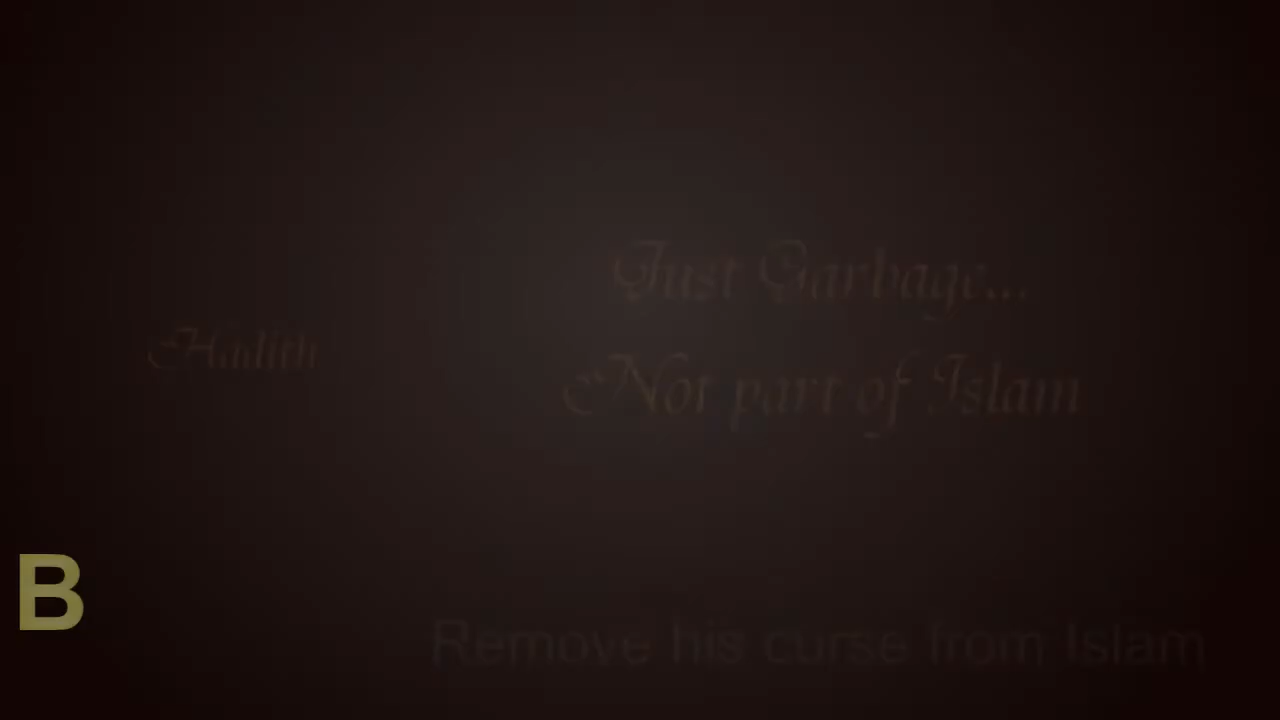 Just Garbage...
Hadith
Not part of Islam
B
Remove his curse from Islam